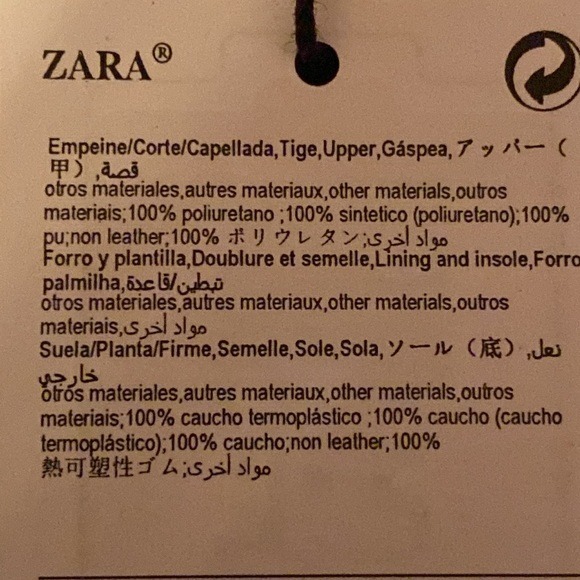 ZARA®
Empeine/Corte/Capellada,Tige,Upper,Gáspea,アッパー（
甲）,قصة
otros materiales,autres materiaux,other materials,outros
materiais;100% poliuretano ;100% sintetico (poliuretano);100%
pu;non leather;100% ポリウレタン;مواد أخرى
Forro y plantilla,Doublure et semelle,Lining and insole,Forro
palmilha,تبطين/قاعدة
otros materiales,autres materiaux,other materials,outros
materiais,مواد أخرى
Suela/Planta/Firme,Semelle,Sole,Sola,ソール（底）,نعل
خارجي
otros materiales,autres materiaux,other materials,outros
materiais;100% caucho termoplástico ;100% caucho (caucho
termoplástico);100% caucho;non leather;100%
熱可塑性ゴム;مواد أخرى